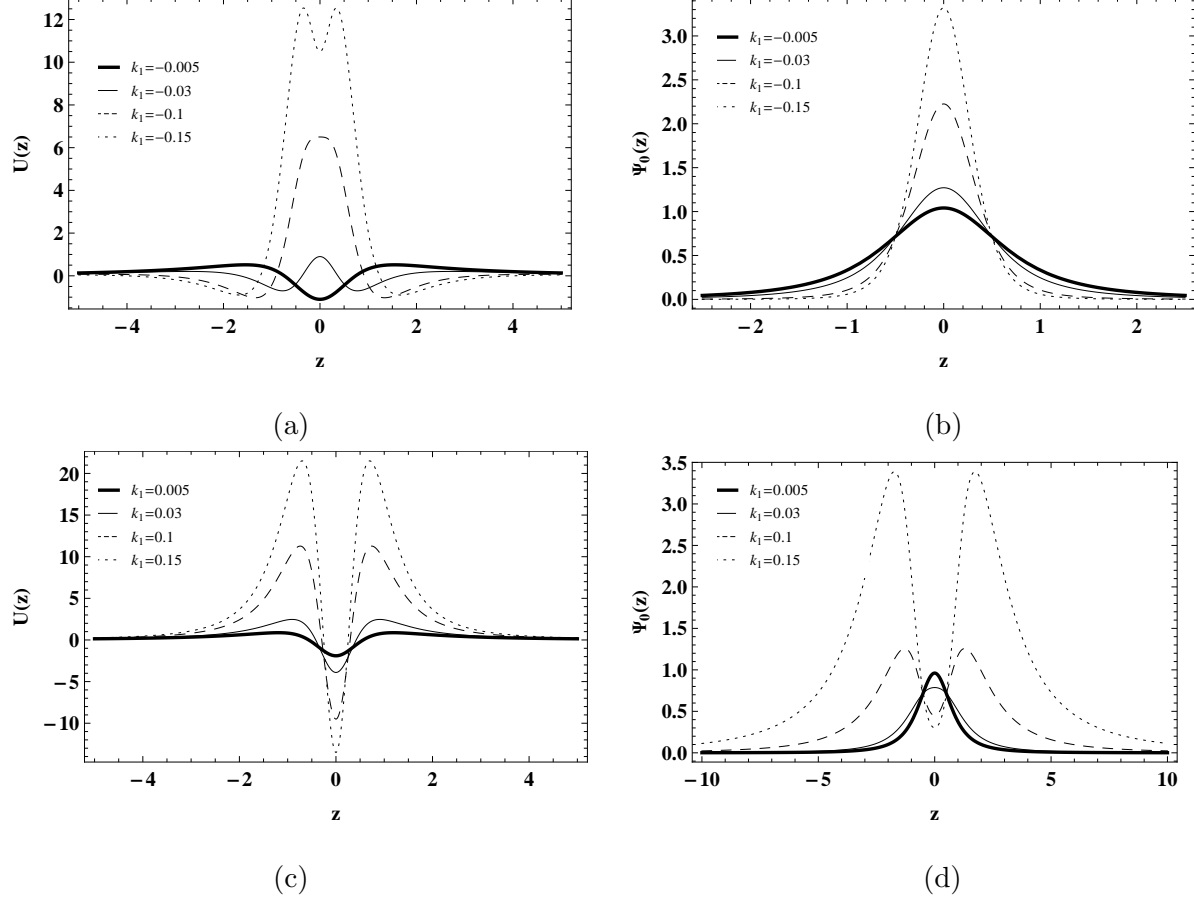 12
10
8
6
4
2
0
U(z)
k1=−0.005
k1=−0.03
k1=−0.1
k1=−0.15
−4 −2 0 2 4
z
(a)
3.0
2.5
2.0
1.5
1.0
0.5
0.0
Ψ0(z)
k1=−0.005
k1=−0.03
k1=−0.1
k1=−0.15
−2 −1 0 1 2
z
(b)
20
15
10
5
0
−5
−10
U(z)
k1=0.005
k1=0.03
k1=0.1
k1=0.15
−4 −2 0 2 4
z
(c)
3.5
3.0
2.5
2.0
1.5
1.0
0.5
0.0
Ψ0(z)
k1=0.005
k1=0.03
k1=0.1
k1=0.15
−10 −5 0 5 10
z
(d)